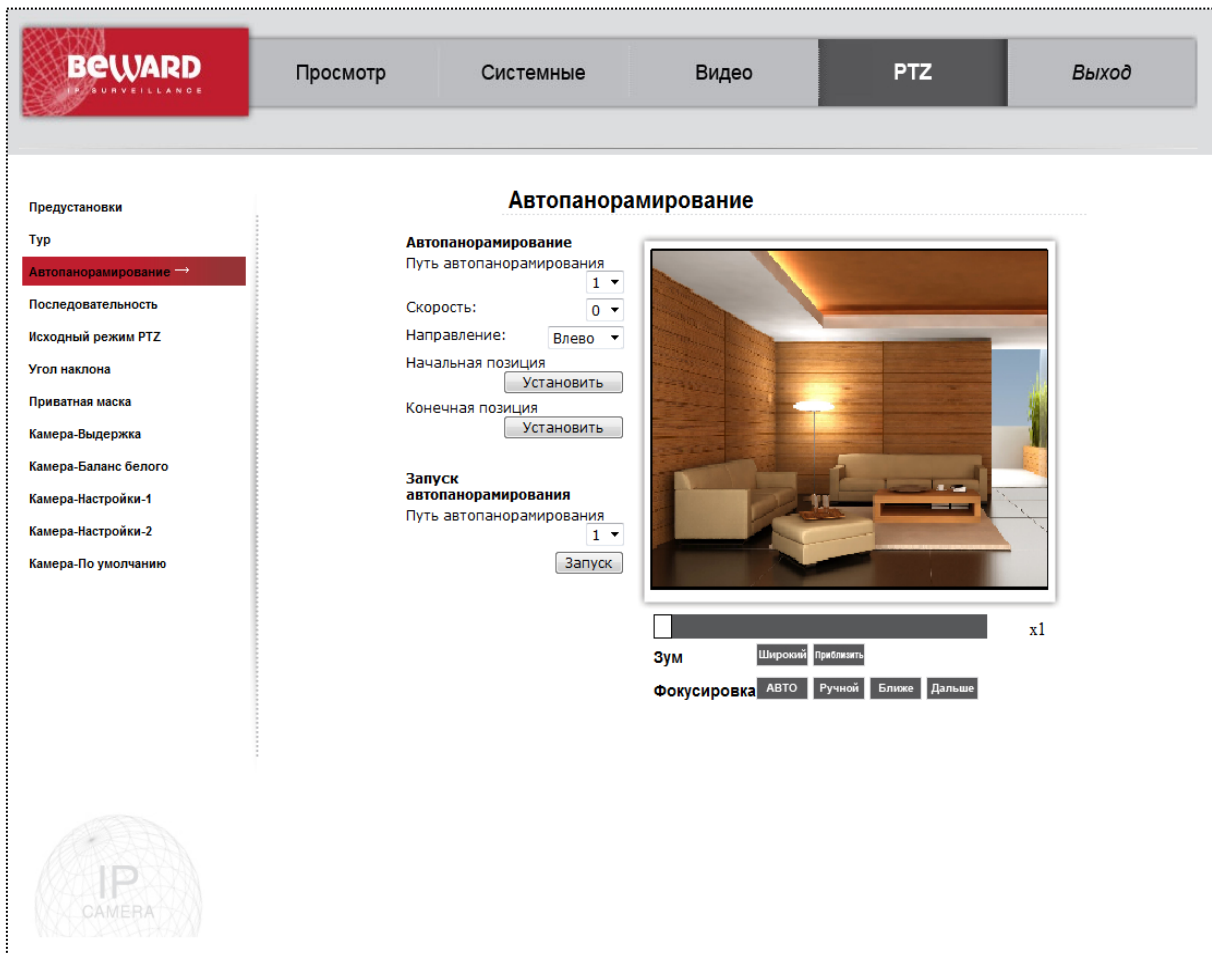 BEWARD
IP SURVEILLANCE
Просмотр
Системные
Видео
PTZ
Выход
Предустановки
Тур
Автопанорамирование →
Последовательность
Исходный режим PTZ
Угол наклона
Приватная маска
Камера-Выдержка
Камера-Баланс белого
Камера-Настройки-1
Камера-Настройки-2
Камера-По умолчанию
Автопанорамирование
Автопанорамирование
Путь автопанорамирования
1
Скорость: 0
Направление: Влево
Начальная позиция
Установить
Конечная позиция
Установить
Запуск
автопанорамирования
Путь автопанорамирования
1
Запуск
x1
Зум Широкий Приблизить
Фокусировка АВТО Ручной Ближе Дальше
IP
CAMERA